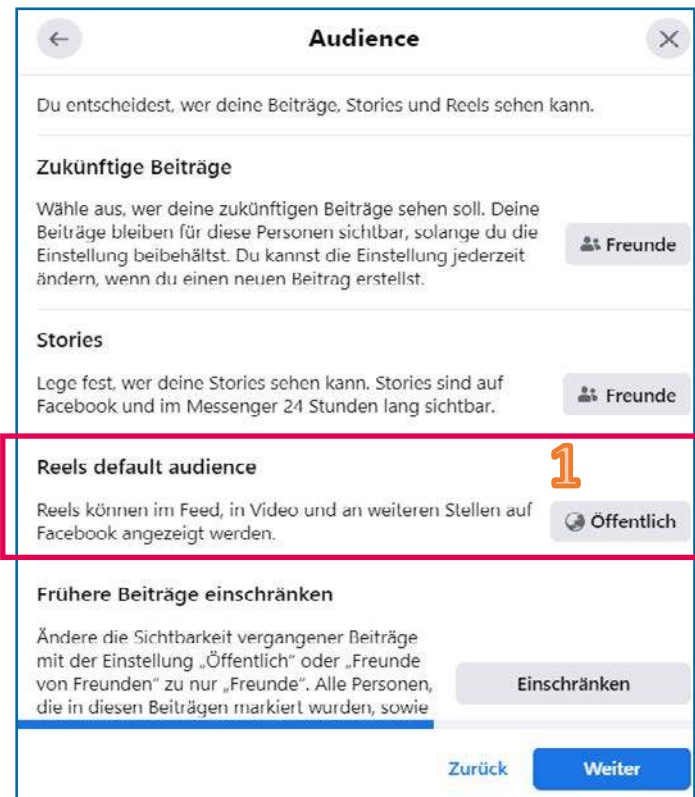 Audience
Du entscheidest, wer deine Beiträge, Stories und Reels sehen kann.
Zukünftige Beiträge
Wähle aus, wer deine zukünftigen Beiträge sehen soll. Deine
Beiträge bleiben für diese Personen sichtbar, solange du die
Einstellung beibehältst. Du kannst die Einstellung jederzeit
ändern, wenn du einen neuen Beitrag erstellst.
Freunde
Stories
Lege fest, wer deine Stories sehen kann. Stories sind auf
Facebook und im Messenger 24 Stunden lang sichtbar.
Freunde
Reels default audience
1
Reels können im Feed, in Video und an weiteren Stellen auf
Facebook angezeigt werden.
Öffentlich
Frühere Beiträge einschränken
Ändere die Sichtbarkeit vergangener Beiträge
mit der Einstellung „Öffentlich“ oder „Freunde
von Freunden“ zu nur „Freunde“. Alle Personen,
die in diesen Beiträgen markiert wurden, sowie
Einschränken
Zurück
Weiter